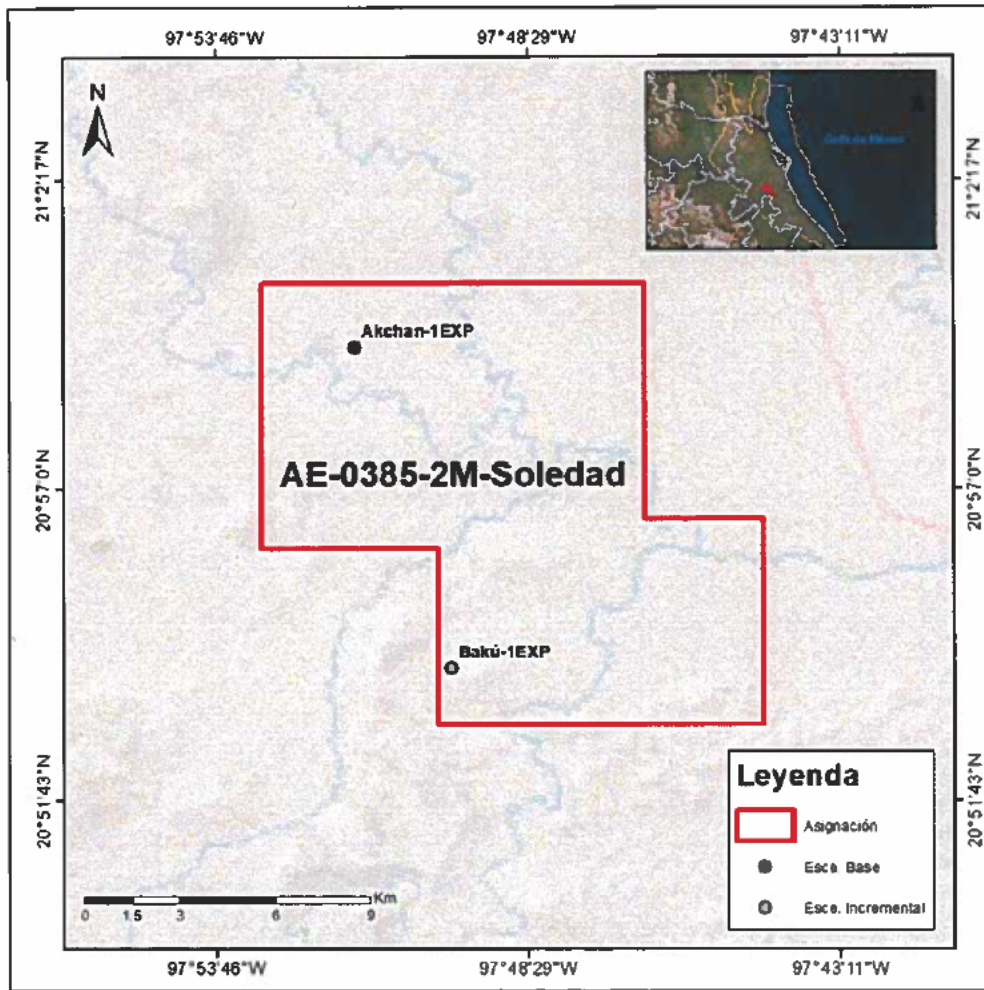 97°53'46"W 97°48'29"W 97°43'11"W
N
21°2'17"N
21°2'17"N
Akchan-1EXP
AE-0385-2M-Soledad
20°57'0"N
20°57'0"N
Bakú-1EXP
20°51'43"N
20°51'43"N
Leyenda
Asignación
Esce. Base
Esce. Incremental
Km
0 1.5 3 6 9
97°53'46"W 97°48'29"W 97°43'11"W